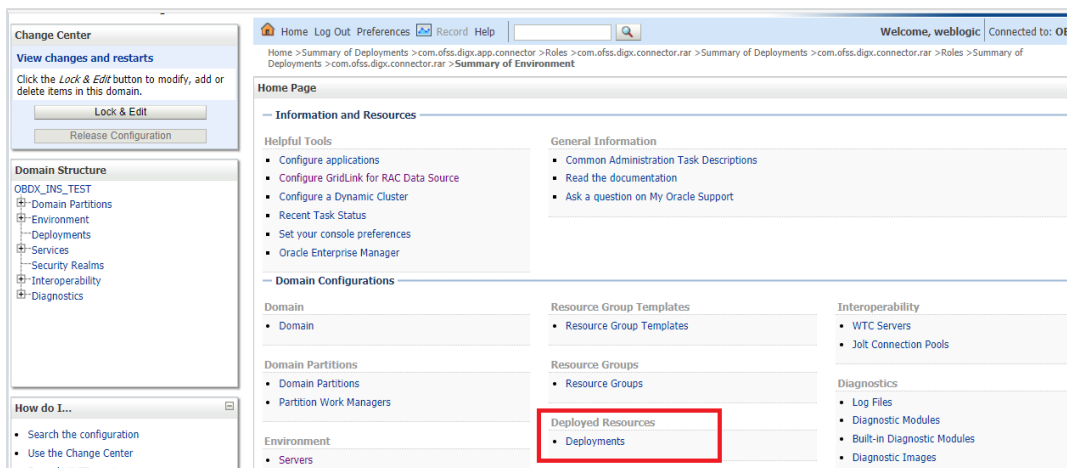 Change Center
View changes and restarts
Click the Lock & Edit button to modify, add or
delete items in this domain.
Lock & Edit
Release Configuration
Domain Structure
OBDX_INS_TEST
Domain Partitions
Environment
Deployments
Services
Security Realms
Interoperability
Diagnostics
How do I...
Search the configuration
Use the Change Center
Home Log Out Preferences Record Help
Welcome, weblogic Connected to: OB
Home >Summary of Deployments >com.ofss.digx.app.connector >Roles >com.ofss.digx.connector.rar >Summary of Deployments >com.ofss.digx.connector.rar >Roles >Summary of
Deployments >com.ofss.digx.connector.rar >Summary of Environment
Home Page
Information and Resources
Helpful Tools
Configure applications
Configure GridLink for RAC Data Source
Configure a Dynamic Cluster
Recent Task Status
Set your console preferences
Oracle Enterprise Manager
General Information
Common Administration Task Descriptions
Read the documentation
Ask a question on My Oracle Support
Domain Configurations
Domain
Domain
Domain Partitions
Domain Partitions
Partition Work Managers
Environment
Servers
Resource Group Templates
Resource Group Templates
Resource Groups
Resource Groups
Deployed Resources
Deployments
Interoperability
WTC Servers
Jolt Connection Pools
Diagnostics
Log Files
Diagnostic Modules
Built-in Diagnostic Modules
Diagnostic Images